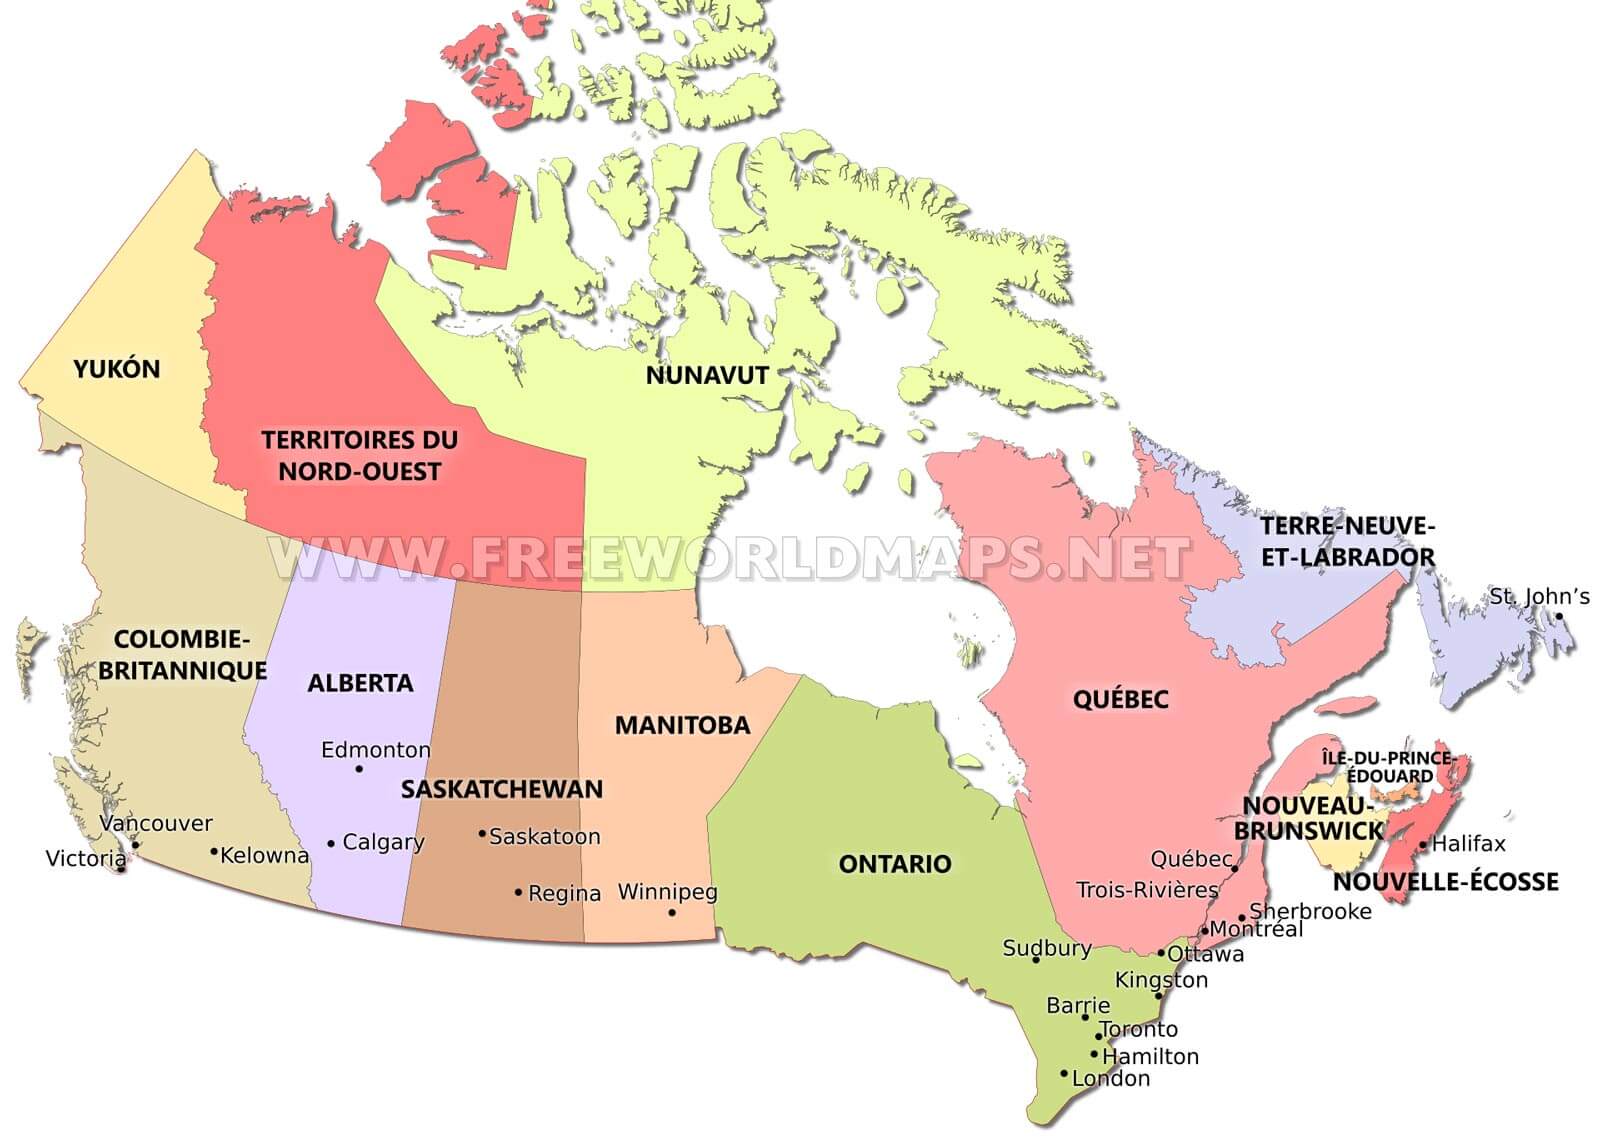 YUKÓN
NUNAVUT
TERRITOIRES DU
NORD-OUEST
TERRE-NEUVE-
ET-LABRADOR
WWW.FREEWORLDMAPS.NET
St. John’s
COLOMBIE-
BRITANNIQUE
ALBERTA
QUÉBEC
MANITOBA
Edmonton
ÎLE-DU-PRINCE-
ÉDOUARD
SASKATCHEWAN
NOUVEAU-
BRUNSWICK
Vancouver
Saskatoon
Calgary
Halifax
Kelowna
Victoria
Québec
ONTARIO
NOUVELLE-ÉCOSSE
Trois-Rivières
Winnipeg
Regina
Sherbrooke
Montréal
Sudbury
Ottawa
Kingston
Barrie
Toronto
Hamilton
London